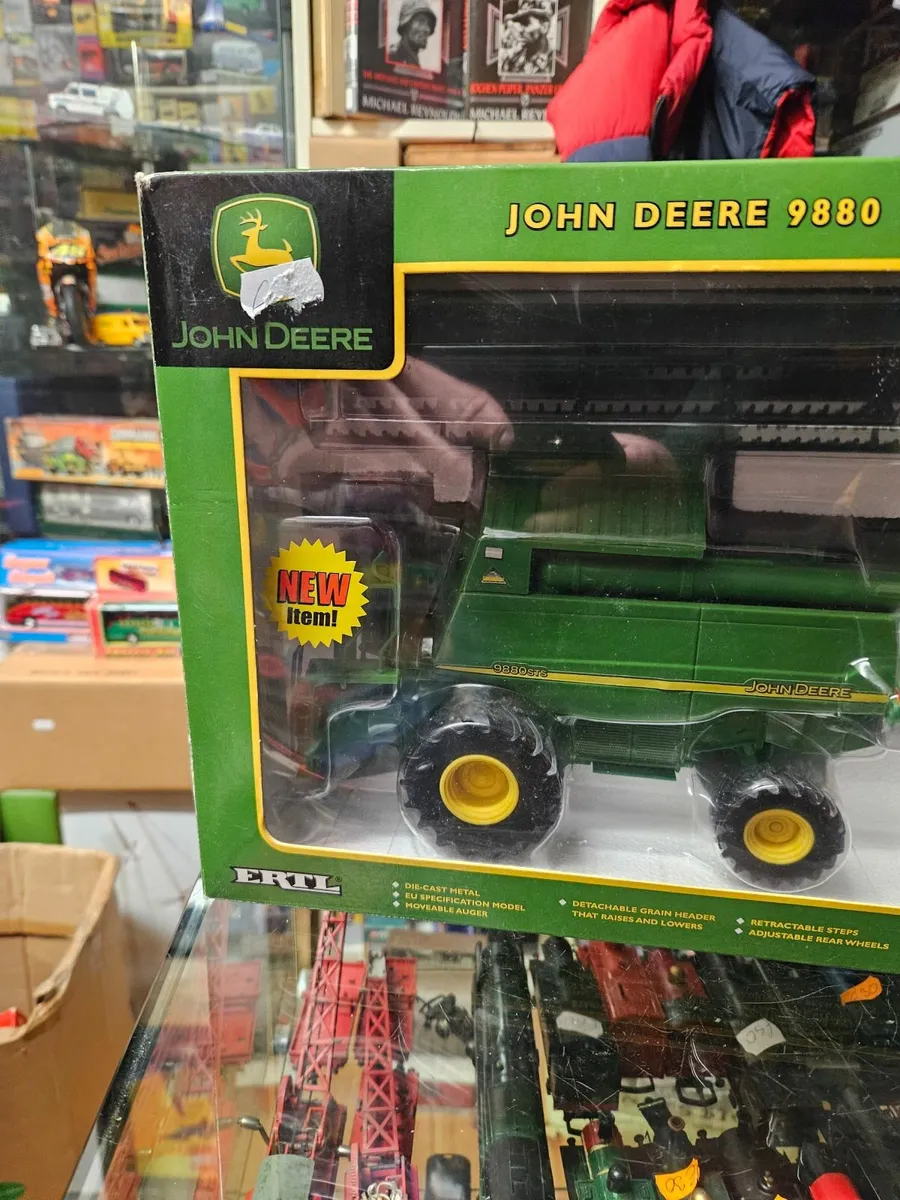 MICHAEL REYNOLDS
JOHN DEERE 9880
JOHN DEERE
NEW
Item!
9880STS
JOHN DEERE
ERTL
DIE-CAST METAL
EU SPECIFICATION MODEL
MOVEABLE AUGER
DETACHABLE GRAIN HEADER
THAT RAISES AND LOWERS
RETRACTABLE STEPS
ADJUSTABLE REAR WHEELS